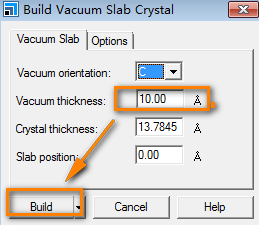 Build Vacuum Slab Crystal
Vacuum Slab Options
Vacuum orientation: C
Vacuum thickness: 10.00 Å
Crystal thickness: 13.7845 Å
Slab position: 0.00 Å
Build Cancel Help